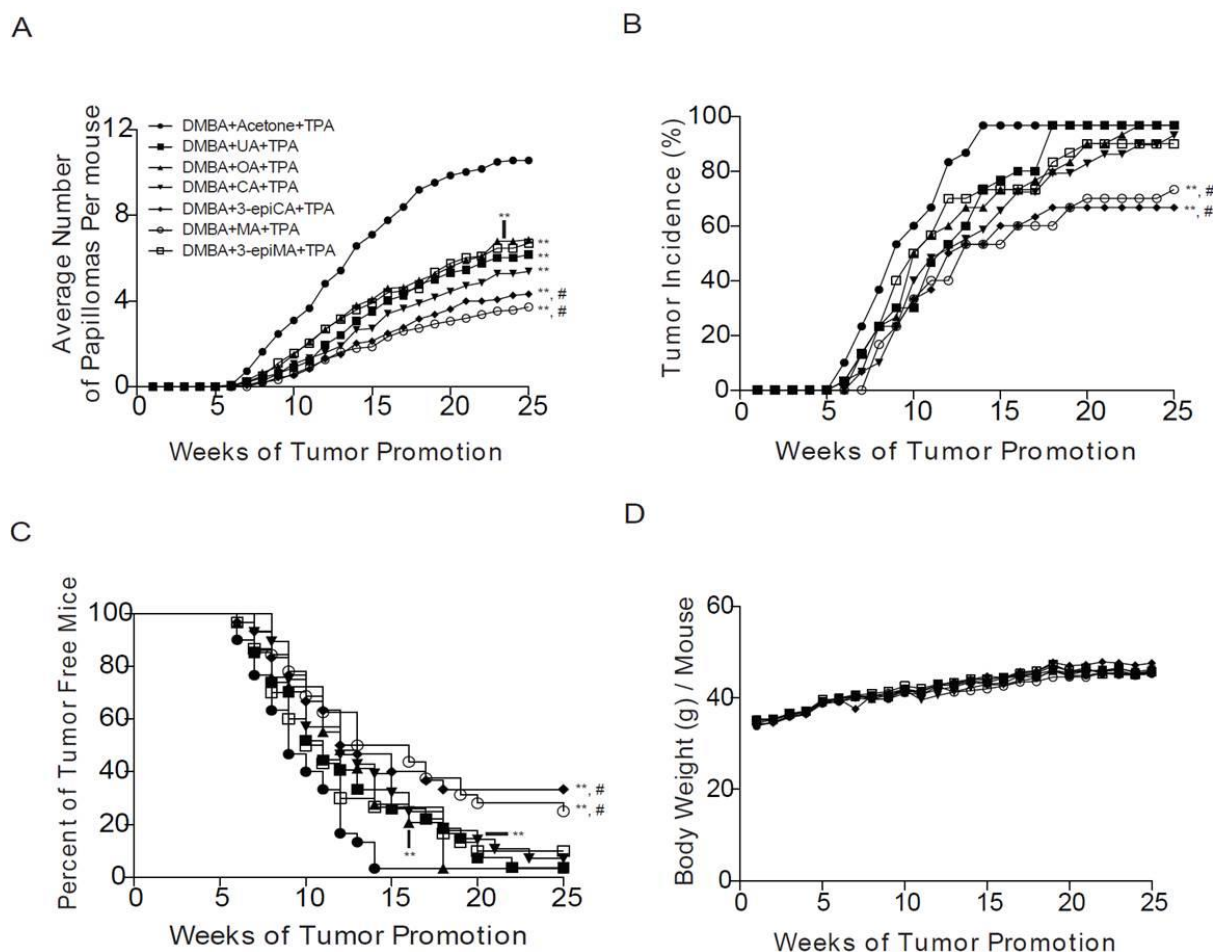 A
Average Number
of Papillomas Per mouse
12
8
4
0
DMBA+Acetone+TPA
DMBA+UA+TPA
DMBA+OA+TPA
DMBA+CA+TPA
DMBA+3-epiCA+TPA
DMBA+MA+TPA
DMBA+3-epiMA+TPA
**
**
**
**
**, #
**, #
0 5 10 15 20 25
Weeks of Tumor Promotion
B
Tumor Incidence (%)
100
80
60
40
20
0
**, #
**, #
0 5 10 15 20 25
Weeks of Tumor Promotion
C
Percent of Tumor Free Mice
100
80
60
40
20
0
**, #
**, #
**
**
0 5 10 15 20 25
Weeks of Tumor Promotion
D
Body Weight (g) / Mouse
60
40
20
0
0 5 10 15 20 25
Weeks of Tumor Promotion